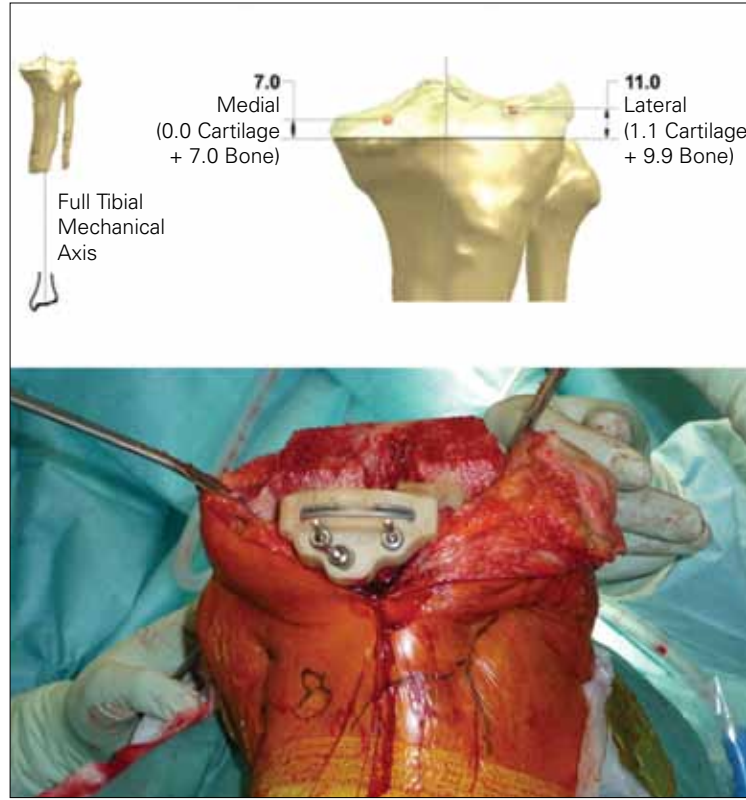 7.0
Medial
(0.0 Cartilage
+ 7.0 Bone)
11.0
Lateral
(1.1 Cartilage
+ 9.9 Bone)
Full Tibial
Mechanical
Axis